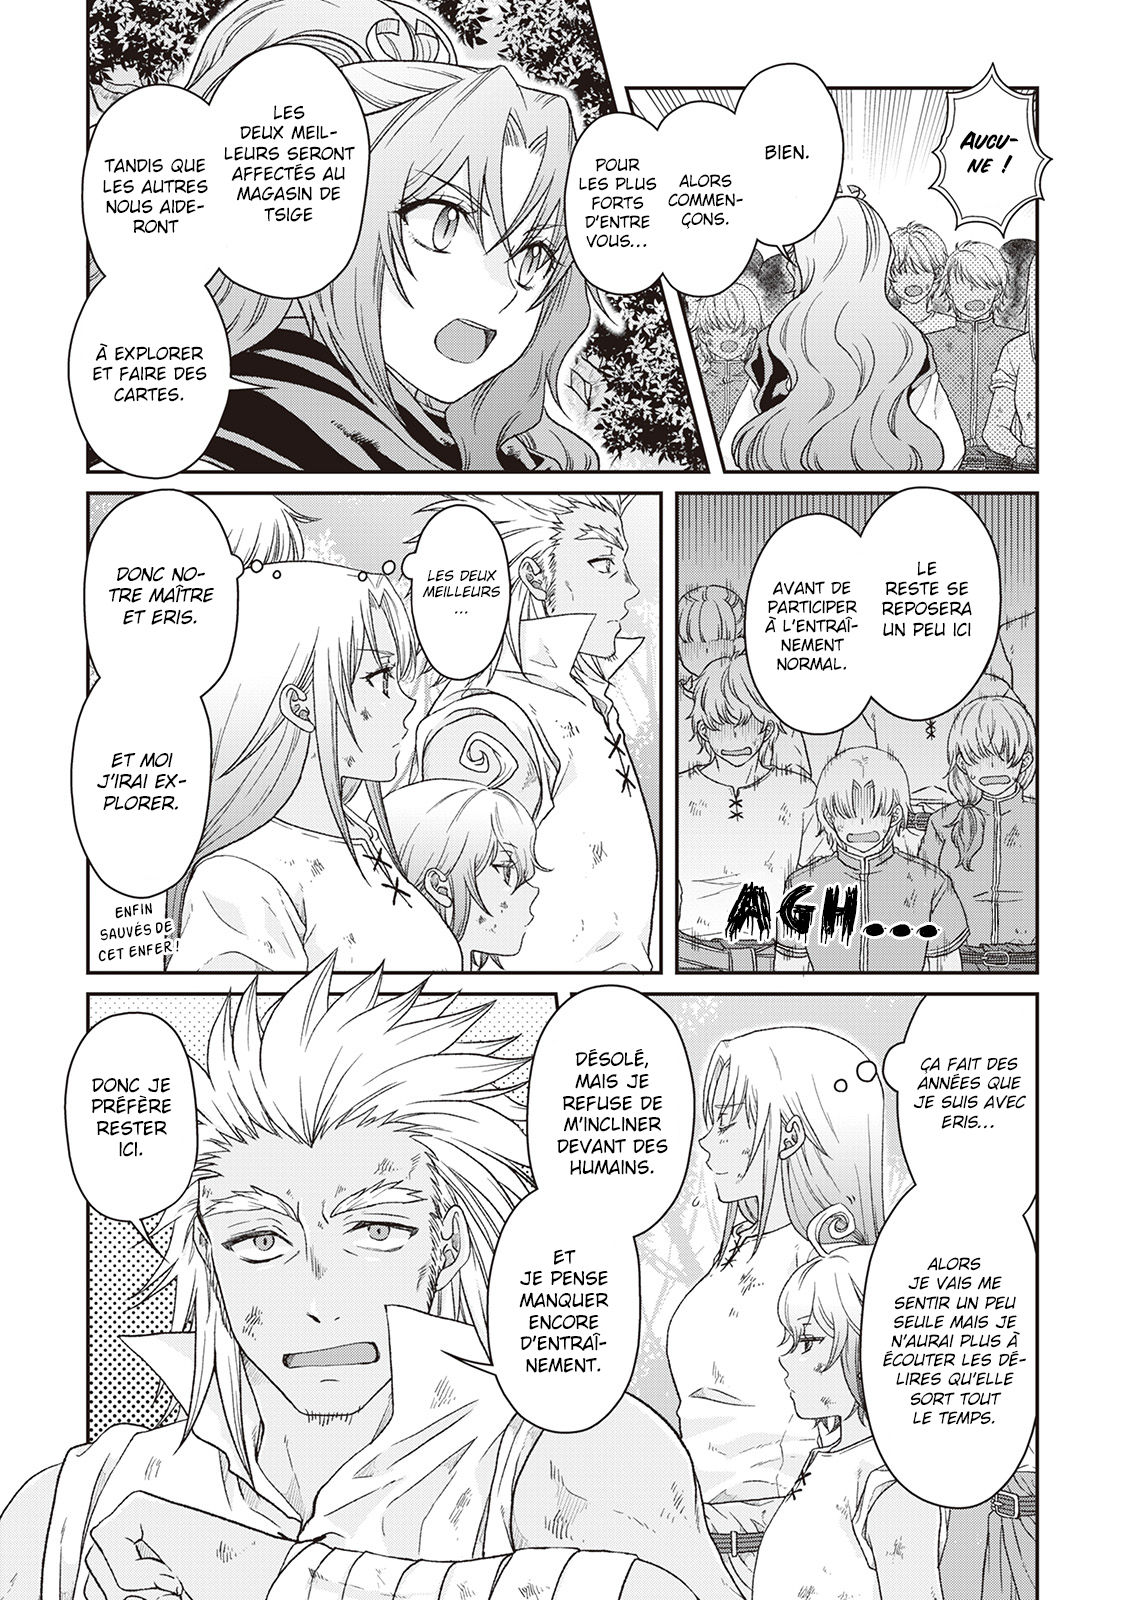 AUCU-
NE !
BIEN.
ALORS
COMMEN-
ÇONS.
POUR
LES PLUS
FORTS
D'ENTRE
VOUS...
LES
DEUX MEIL-
LEURS SERONT
AFFECTÉS AU
MAGASIN DE
TSIGE
TANDIS QUE
LES AUTRES
NOUS AIDE-
RONT
À EXPLORER
ET FAIRE DES
CARTES.
LE
RESTE SE
REPOSERA
UN PEU ICI
AVANT DE
PARTICIPER
À L'ENTRAÎ-
NEMENT
NORMAL.
AGH...
LES DEUX
MEILLEURS
...
DONC NO-
TRE MAÎTRE
ET ERIS.
ET MOI
J'IRAI EX-
PLORER.
ENFIN
SAUVÉS DE
CET ENFER !
ÇA FAIT DES
ANNÉES QUE
JE SUIS AVEC
ERIS...
ALORS
JE VAIS ME
SENTIR UN PEU
SEULE MAIS JE
N'AURAI PLUS À
ÉCOUTER LES DÉ-
LIRES QU'ELLE
SORT TOUT
LE TEMPS.
DÉSOLÉ,
MAIS JE
REFUSE DE
M'INCLINER
DEVANT DES
HUMAINS.
ET
JE PENSE
MANQUER
ENCORE
D'ENTRAÎ-
NEMENT.
DONC JE
PRÉFÈRE
RESTER
ICI.